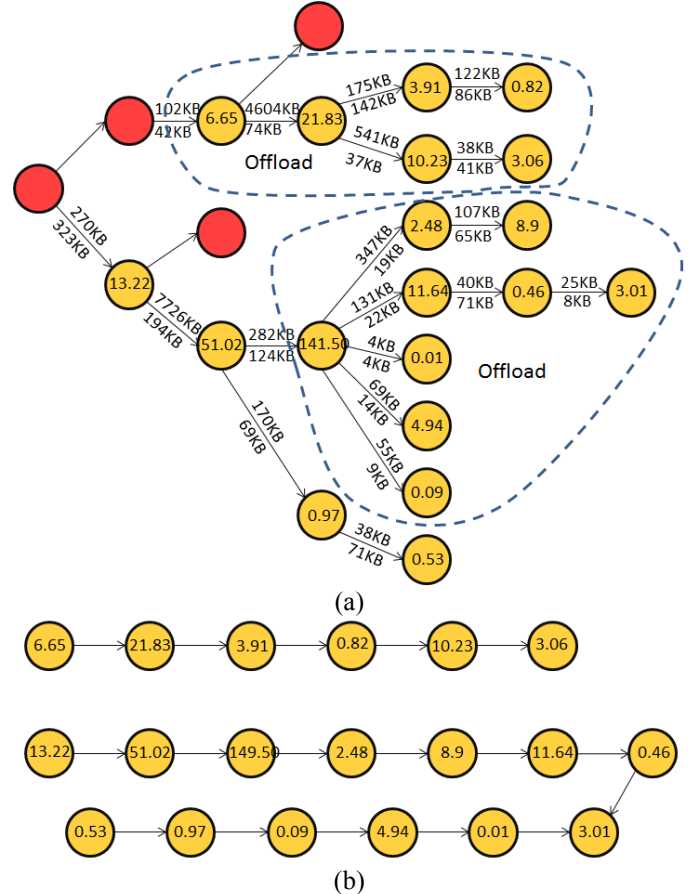 102KB
42KB
6.65
4604KB
74KB
21.83
175KB
142KB
3.91
122KB
86KB
0.82
541KB
37KB
10.23
38KB
41KB
3.06
Offload
270KB
323KB
13.22
7726KB
194KB
51.02
282KB
124KB
141.50
347KB
19KB
2.48
107KB
65KB
8.9
131KB
22KB
11.64
40KB
71KB
0.46
25KB
8KB
3.01
4KB
4KB
0.01
69KB
14KB
4.94
55KB
9KB
0.09
Offload
170KB
69KB
0.97
38KB
71KB
0.53
(a)
6.65 21.83 3.91 0.82 10.23 3.06
13.22 51.02 149.50 2.48 8.9 11.64 0.46
0.53 0.97 0.09 4.94 0.01 3.01
(b)